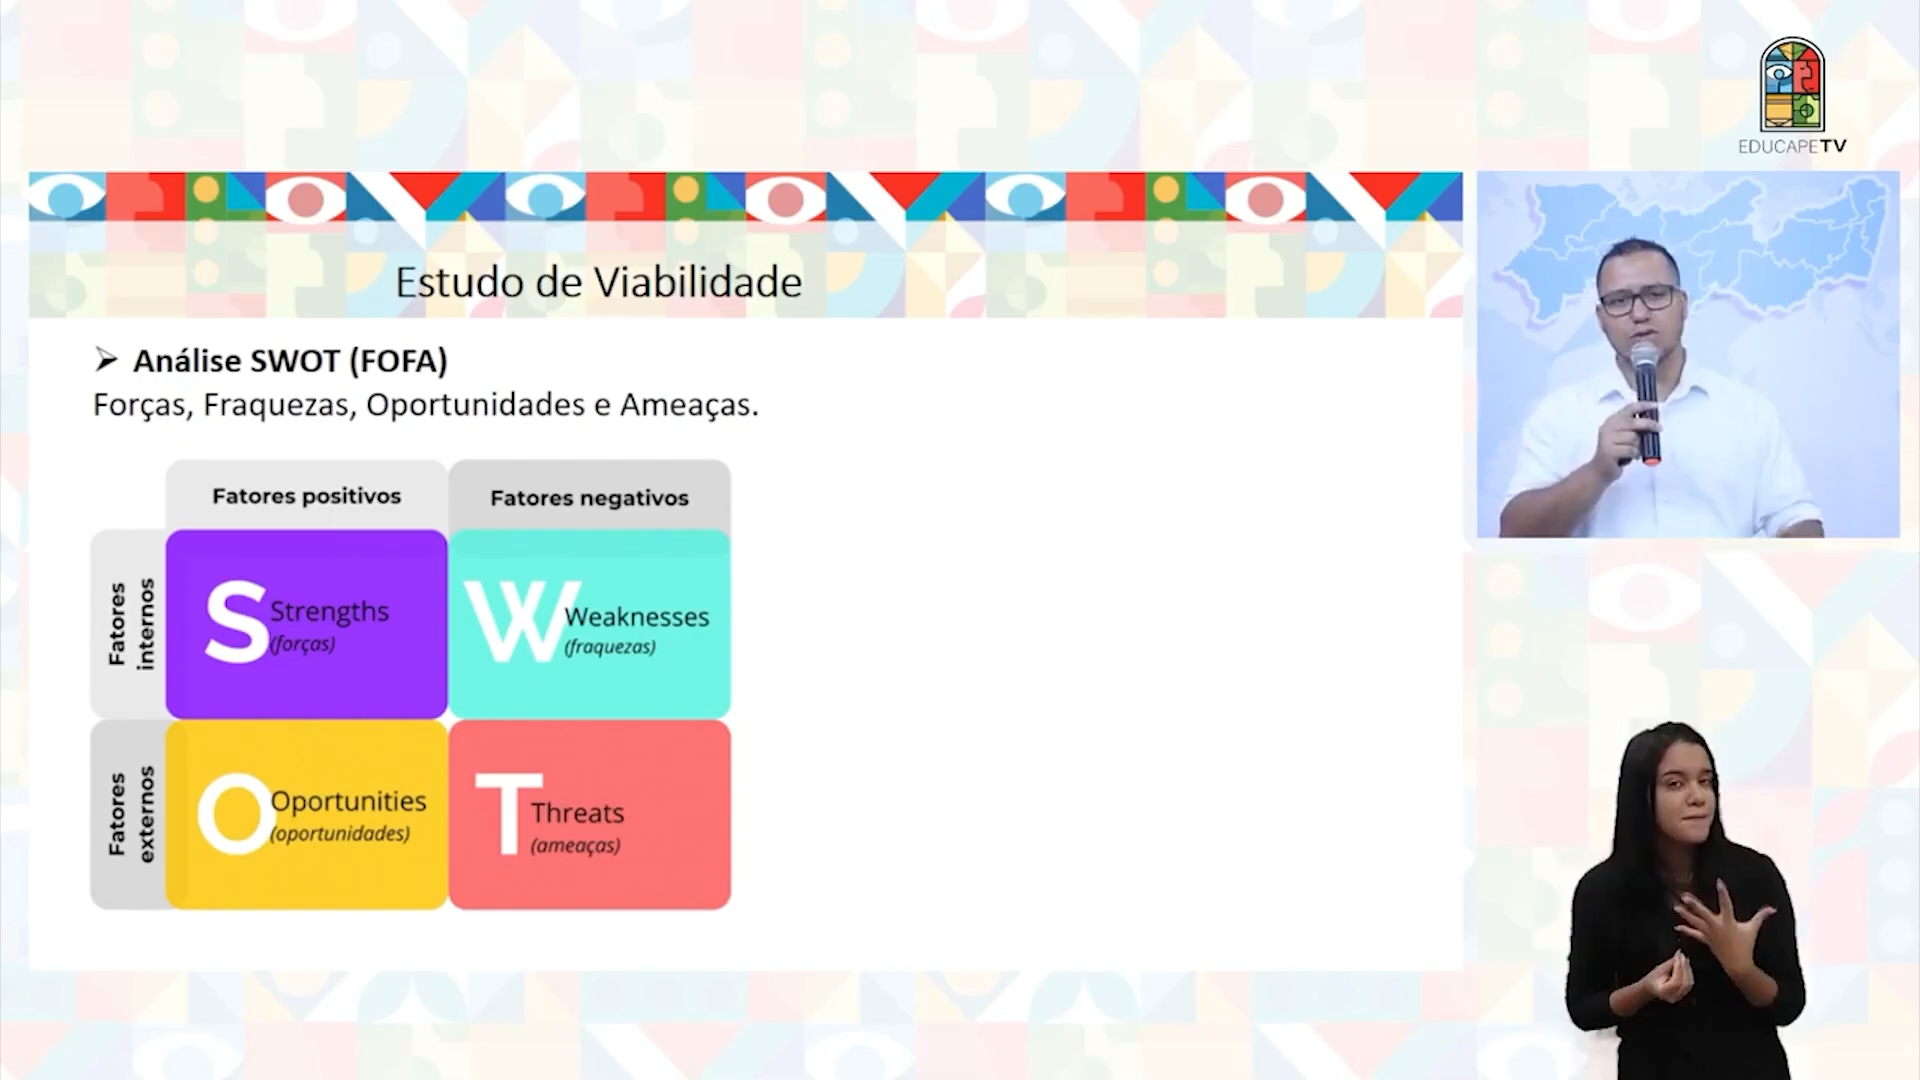 EDUCAPETV
Estudo de Viabilidade
➢ Análise SWOT (FOFA)
Forças, Fraquezas, Oportunidades e Ameaças.
Fatores positivos
Fatores negativos
Fatores
internos
S Strengths
(forças)
W Weaknesses
(fraquezas)
Fatores
externos
O Oportunities
(oportunidades)
T Threats
(ameaças)